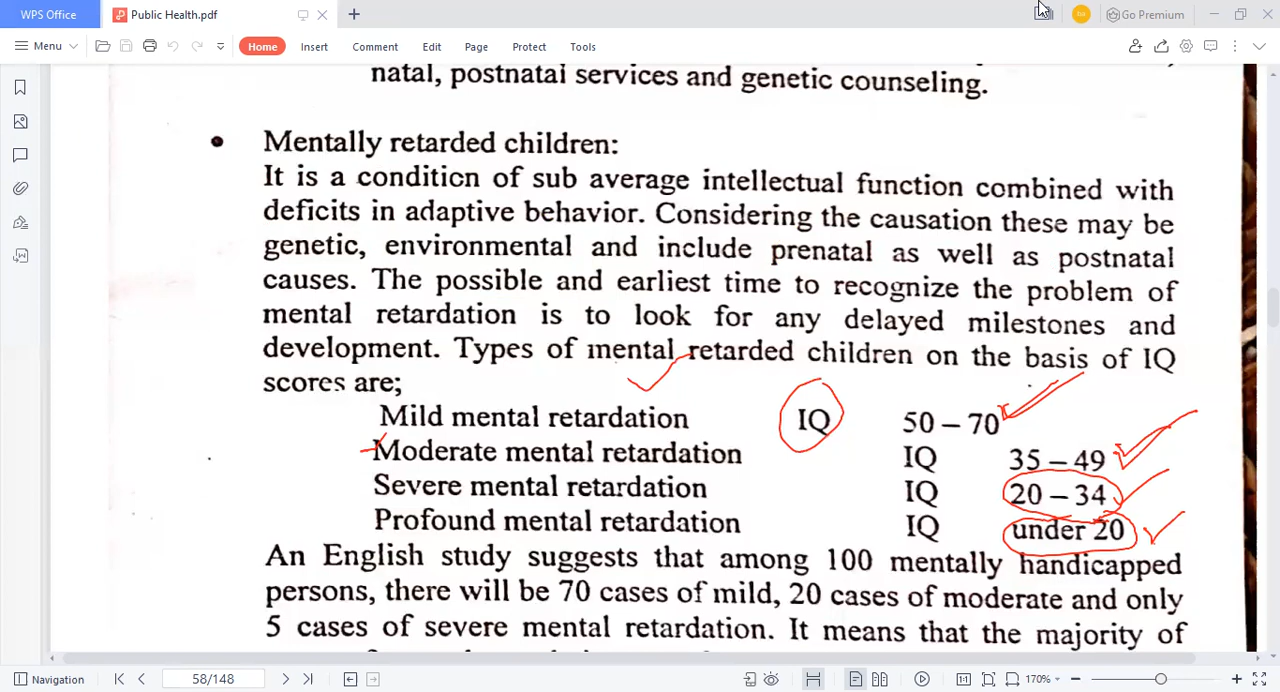 WPS Office
Public Health.pdf
Go Premium
Menu
Home
Insert
Comment
Edit
Page
Protect
Tools
natal, postnatal services and genetic counseling.
Mentally retarded children:
It is a condition of sub average intellectual function combined with
deficits in adaptive behavior. Considering the causation these may be
genetic, environmental and include prenatal as well as postnatal
causes. The possible and earliest time to recognize the problem of
mental retardation is to look for any delayed milestones and
development. Types of mental retarded children on the basis of IQ
scores are;
Mild mental retardation IQ 50 – 70
Moderate mental retardation IQ 35 – 49
Severe mental retardation IQ 20 – 34
Profound mental retardation IQ under 20
An English study suggests that among 100 mentally handicapped
persons, there will be 70 cases of mild, 20 cases of moderate and only
5 cases of severe mental retardation. It means that the majority of
Navigation
58/148
170%